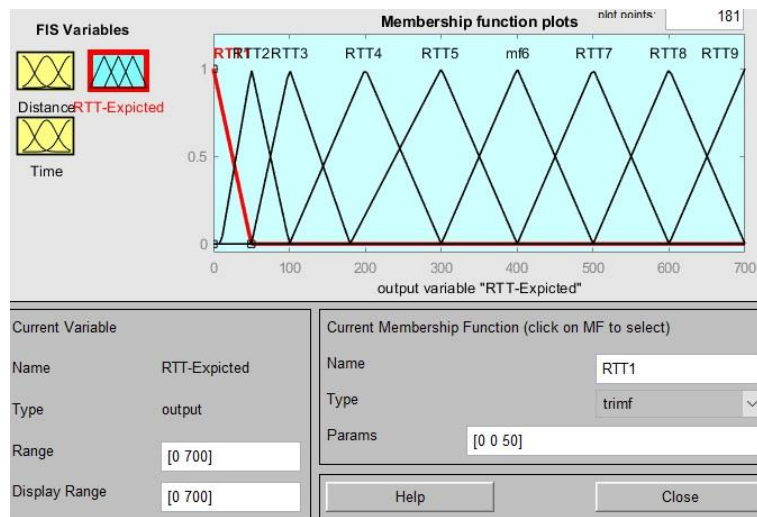 FIS Variables
Distance
RTT-Expicted
Time
Membership function plots
plot points:
181
RTT1
RTT2
RTT3
RTT4
RTT5
mf6
RTT7
RTT8
RTT9
1
0.5
0
0 100 200 300 400 500 600 700
output variable "RTT-Expicted"
Current Variable
Name RTT-Expicted
Type output
Range [0 700]
Display Range [0 700]
Current Membership Function (click on MF to select)
Name RTT1
Type trimf
Params [0 0 50]
Help
Close